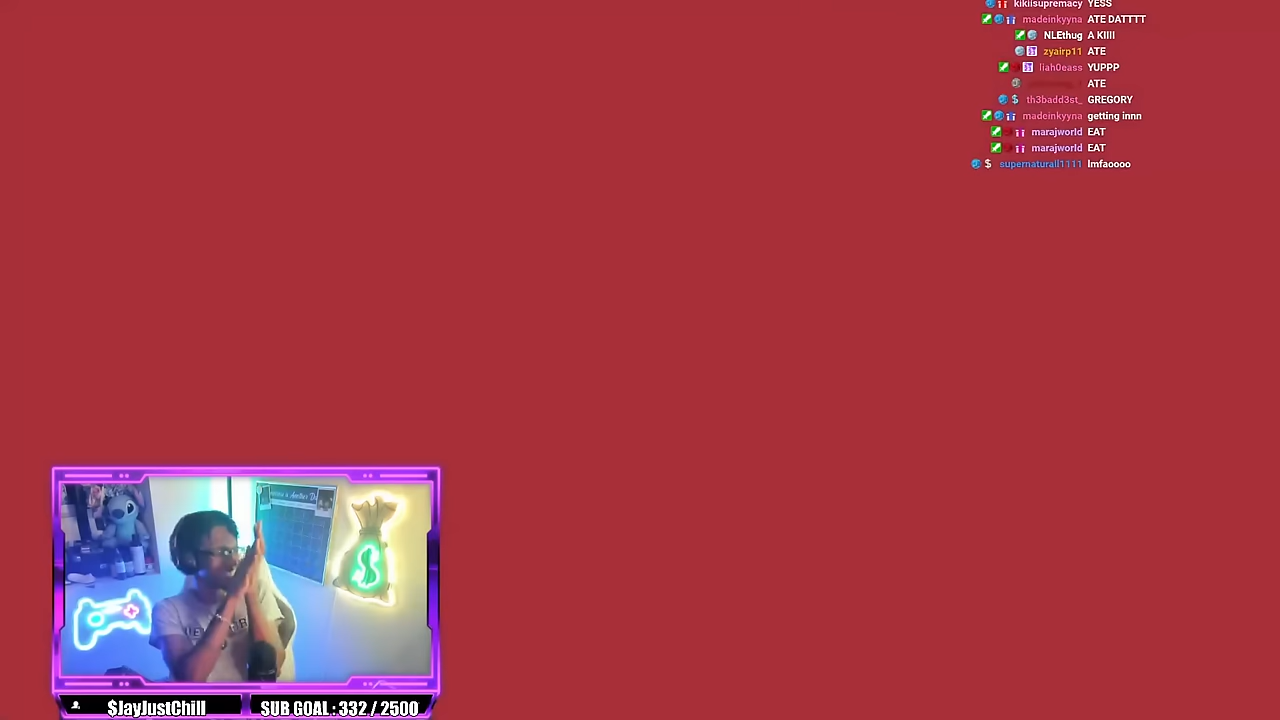 kikiisupremacy YESS
madeinkyyna ATE DATTTT
NLEthug A KIIII
zyairp11 ATE
liah0eass YUPPP
ATE
th3badd3st_ GREGORY
madeinkyyna getting innn
marajworld EAT
marajworld EAT
supernaturall1111 lmfaoooo
$JayJustChill
SUB GOAL : 332 / 2500